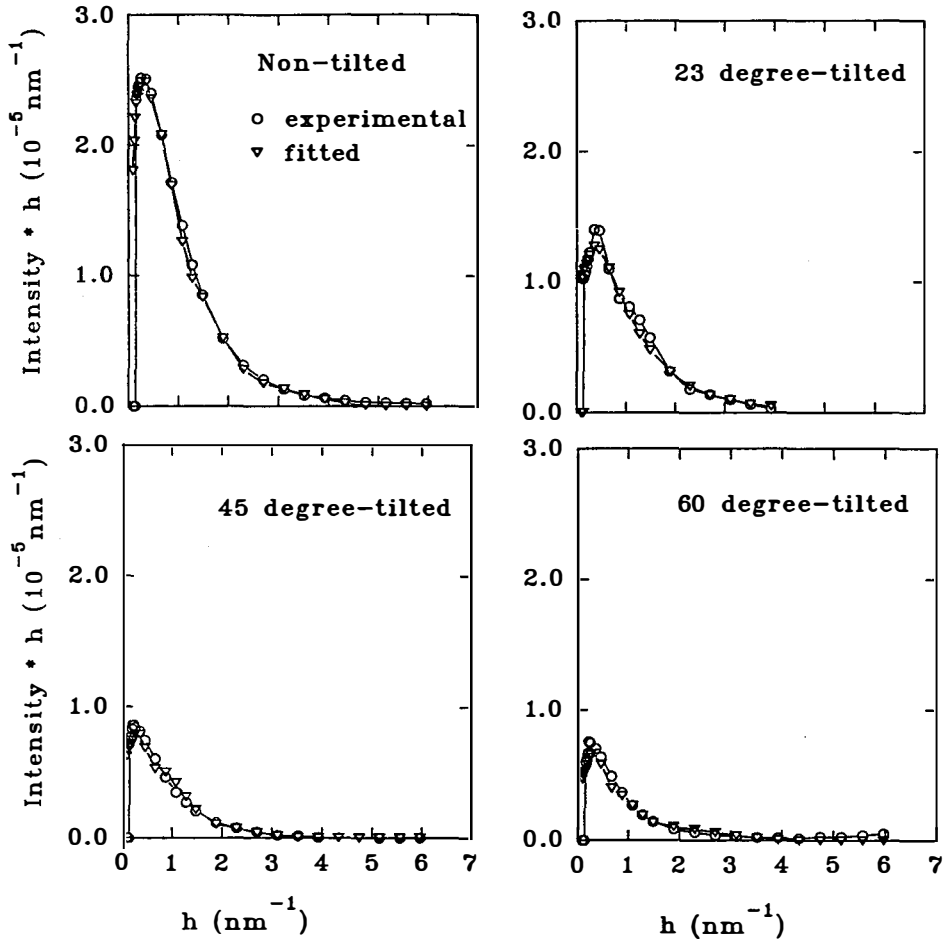 Intensity * h (10⁻⁵ nm⁻¹)
3.0
2.0
1.0
0.0
Non-tilted
experimental
fitted
3.0
2.0
1.0
0.0
23 degree-tilted
Intensity * h (10⁻⁵ nm⁻¹)
3.0
2.0
1.0
0.0
45 degree-tilted
0 1 2 3 4 5 6 7
h (nm⁻¹)
3.0
2.0
1.0
0.0
60 degree-tilted
0 1 2 3 4 5 6 7
h (nm⁻¹)